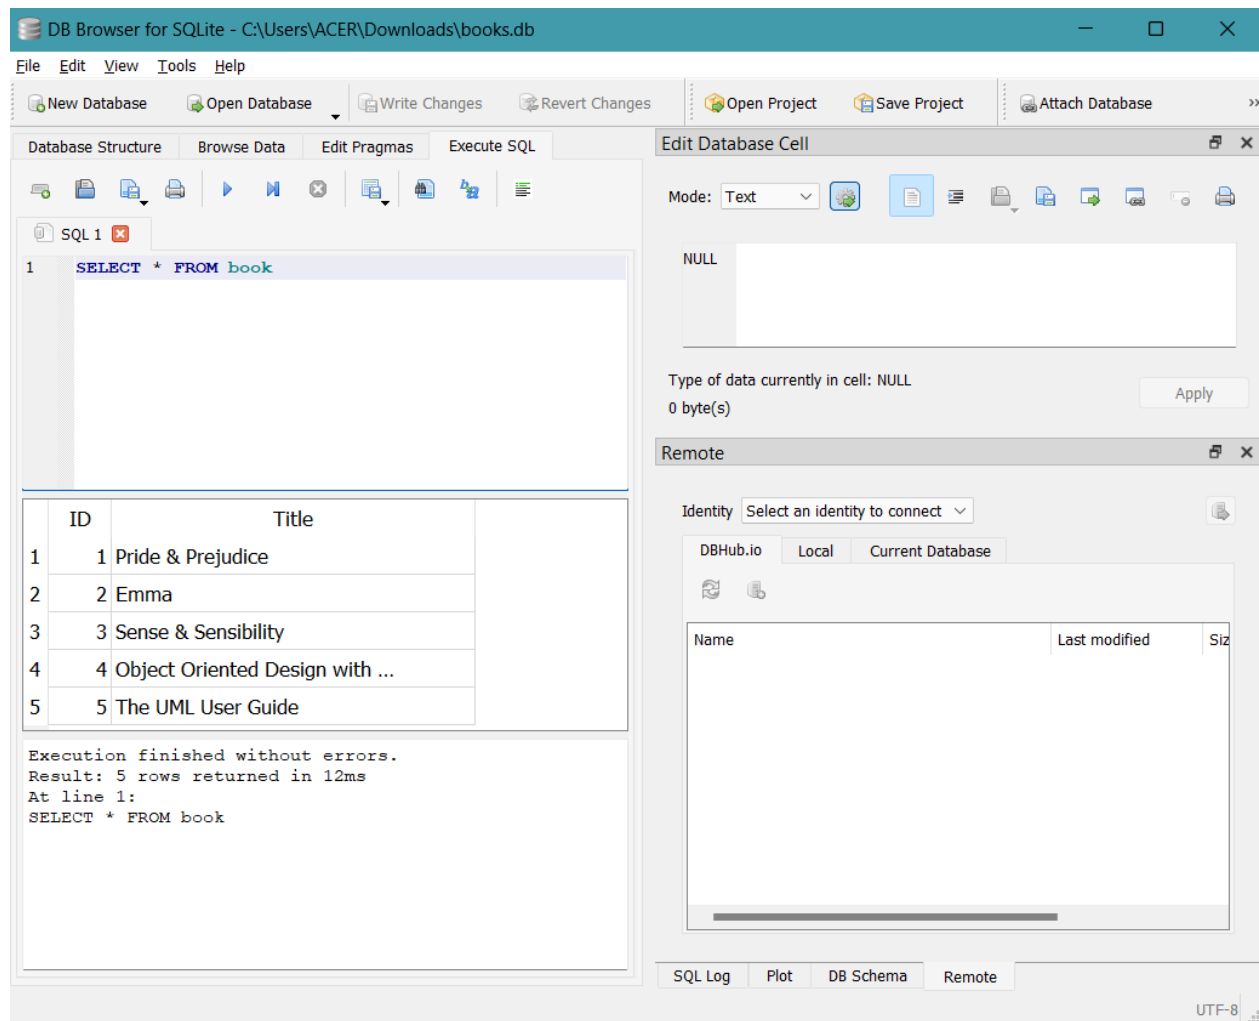 DB Browser for SQLite - C:\Users\ACER\Downloads\books.db
File Edit View Tools Help
New Database Open Database Write Changes Revert Changes Open Project Save Project Attach Database »
Database Structure Browse Data Edit Pragmas Execute SQL
SQL 1
1 SELECT * FROM book
ID Title
1 1 Pride & Prejudice
2 2 Emma
3 3 Sense & Sensibility
4 4 Object Oriented Design with ...
5 5 The UML User Guide
Execution finished without errors.
Result: 5 rows returned in 12ms
At line 1:
SELECT * FROM book
Edit Database Cell
Mode: Text
NULL
Type of data currently in cell: NULL
0 byte(s)
Apply
Remote
Identity Select an identity to connect
DBHub.io Local Current Database
Name Last modified Siz
SQL Log Plot DB Schema Remote
UTF-8